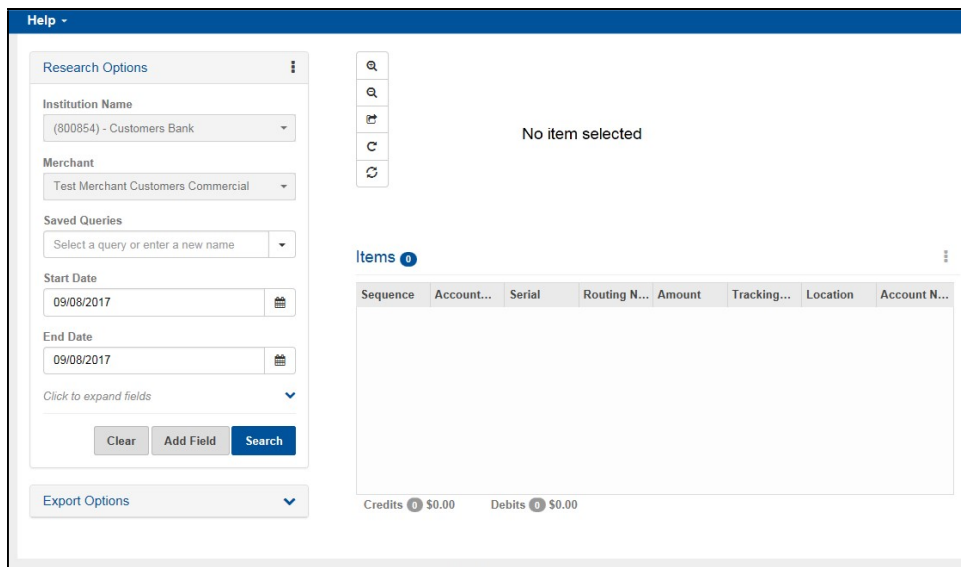 Help
Research Options
Institution Name
(800854) - Customers Bank
Merchant
Test Merchant Customers Commercial
Saved Queries
Select a query or enter a new name
Start Date
09/08/2017
End Date
09/08/2017
Click to expand fields
Clear Add Field Search
Export Options
No item selected
Items 0
Sequence Account... Serial Routing N... Amount Tracking... Location Account N...
Credits 0 $0.00 Debits 0 $0.00